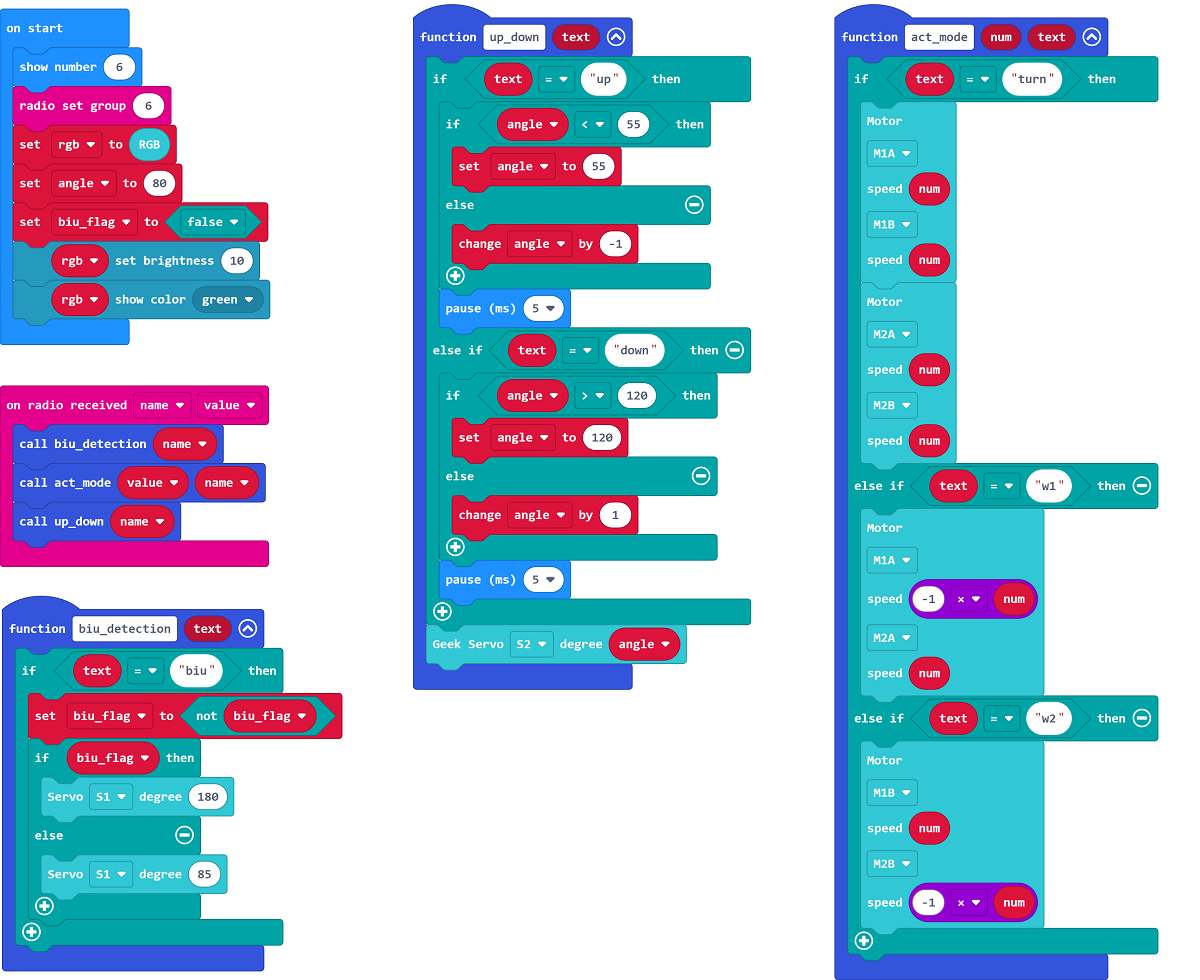 on start
show number 6
radio set group 6
set rgb to RGB
set angle to 80
set biu_flag to false
rgb set brightness 10
rgb show color green
on radio received name value
call biu_detection name
call act_mode value name
call up_down name
function biu_detection text
if text = "biu" then
set biu_flag to not biu_flag
if biu_flag then
Servo S1 degree 180
else
Servo S1 degree 85
function up_down text
if text = "up" then
if angle < 55 then
set angle to 55
else
change angle by -1
pause (ms) 5
else if text = "down" then
if angle > 120 then
set angle to 120
else
change angle by 1
pause (ms) 5
Geek Servo S2 degree angle
function act_mode num text
if text = "turn" then
Motor
M1A
speed num
M1B
speed num
Motor
M2A
speed num
M2B
speed num
else if text = "w1" then
Motor
M1A
speed -1 × num
M2A
speed num
else if text = "w2" then
Motor
M1B
speed num
M2B
speed -1 × num